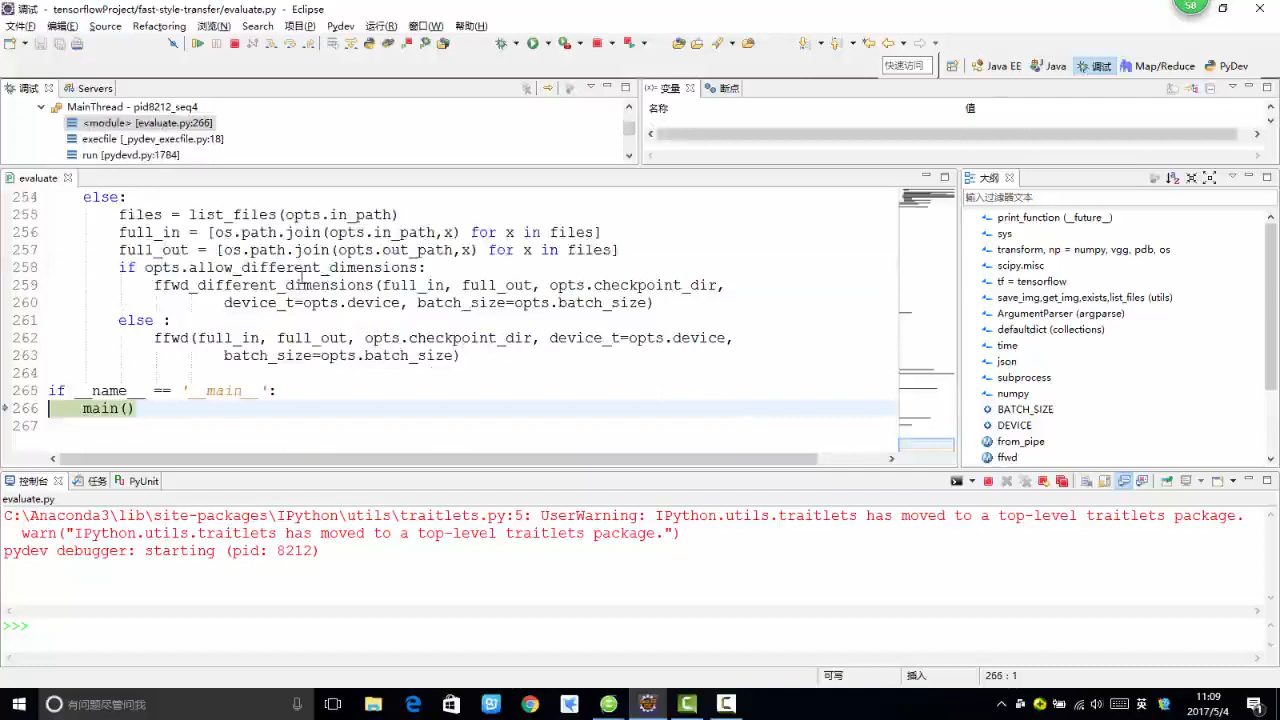 调试 - tensorflowProject/fast-style-transfer/evaluate.py - Eclipse
58
文件(F) 编辑(E) Source Refactoring 浏览(N) Search 项目(P) Pydev 运行(R) 窗口(W) 帮助(H)
快速访问 Java EE Java 调试 Map/Reduce PyDev
调试 Servers
MainThread - pid8212_seq4
<module> [evaluate.py:266]
execfile [_pydev_execfile.py:18]
run [pydevd.py:1784]
(x)= 变量 断点
名称 值
evaluate
254 else:
255 files = list_files(opts.in_path)
256 full_in = [os.path.join(opts.in_path,x) for x in files]
257 full_out = [os.path.join(opts.out_path,x) for x in files]
258 if opts.allow_different_dimensions:
259 ffwd_different_dimensions(full_in, full_out, opts.checkpoint_dir,
260 device_t=opts.device, batch_size=opts.batch_size)
261 else :
262 ffwd(full_in, full_out, opts.checkpoint_dir, device_t=opts.device,
263 batch_size=opts.batch_size)
264
265 if __name__ == '__main__':
266 main()
267
大纲
输入过滤器文本
print_function (__future__)
sys
transform, np = numpy, vgg, pdb, os
scipy.misc
tf = tensorflow
save_img,get_img,exists,list_files (utils)
ArgumentParser (argparse)
defaultdict (collections)
time
json
subprocess
numpy
BATCH_SIZE
DEVICE
from_pipe
ffwd
控制台 任务 PyUnit
evaluate.py
C:\Anaconda3\lib\site-packages\IPython\utils\traitlets.py:5: UserWarning: IPython.utils.traitlets has moved to a top-level traitlets package.
warn("IPython.utils.traitlets has moved to a top-level traitlets package.")
pydev debugger: starting (pid: 8212)
>>>
可写 插入 266 : 1
有问题尽管问我
英
11:09
2017/5/4